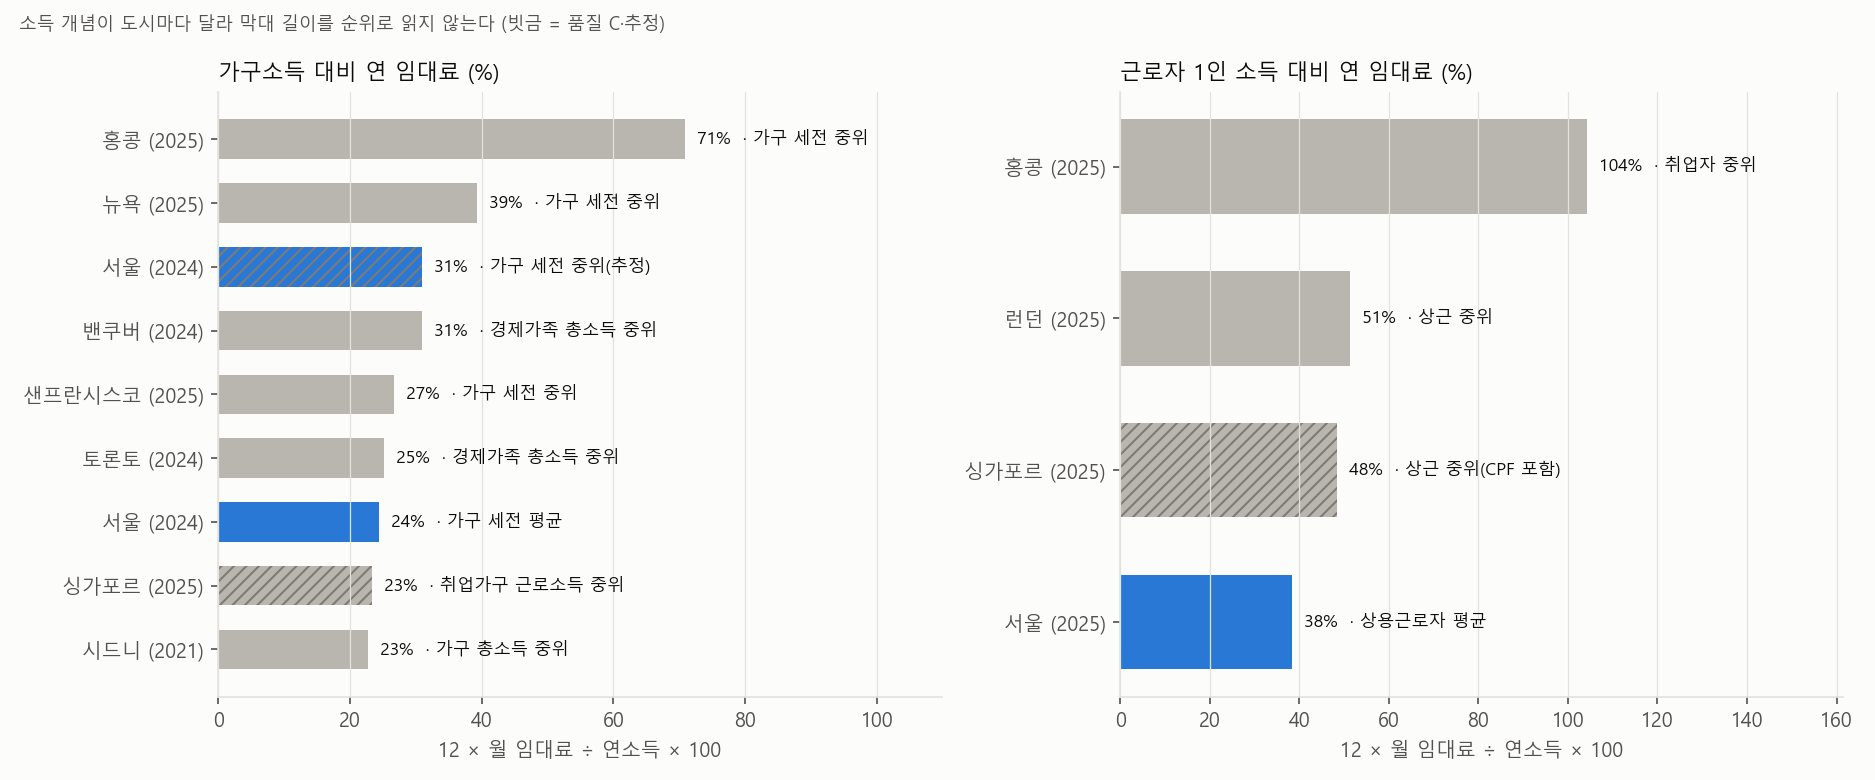 소득 개념이 도시마다 달라 막대 길이를 순위로 읽지 않는다 (빗금 = 품질 C·추정)
가구소득 대비 연 임대료 (%)
홍콩 (2025)
71% · 가구 세전 중위
뉴욕 (2025)
39% · 가구 세전 중위
서울 (2024)
31% · 가구 세전 중위(추정)
밴쿠버 (2024)
31% · 경제가족 총소득 중위
샌프란시스코 (2025)
27% · 가구 세전 중위
토론토 (2024)
25% · 경제가족 총소득 중위
서울 (2024)
24% · 가구 세전 평균
싱가포르 (2025)
23% · 취업가구 근로소득 중위
시드니 (2021)
23% · 가구 총소득 중위
0 20 40 60 80 100
12 × 월 임대료 ÷ 연소득 × 100
근로자 1인 소득 대비 연 임대료 (%)
홍콩 (2025)
104% · 취업자 중위
런던 (2025)
51% · 상근 중위
싱가포르 (2025)
48% · 상근 중위(CPF 포함)
서울 (2025)
38% · 상용근로자 평균
0 20 40 60 80 100 120 140 160
12 × 월 임대료 ÷ 연소득 × 100